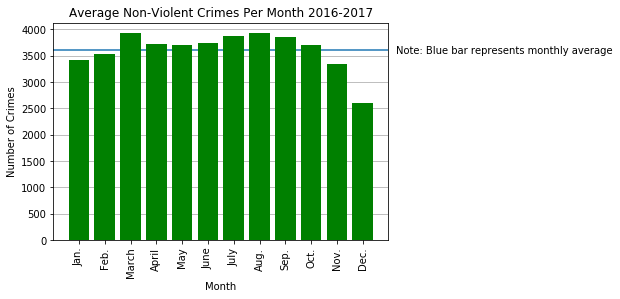 Average Non-Violent Crimes Per Month 2016-2017
4000
3500
3000
2500
2000
1500
1000
500
0
Number of Crimes
Note: Blue bar represents monthly average
Jan.
Feb.
March
April
May
June
July
Aug.
Sep.
Oct.
Nov.
Dec.
Month